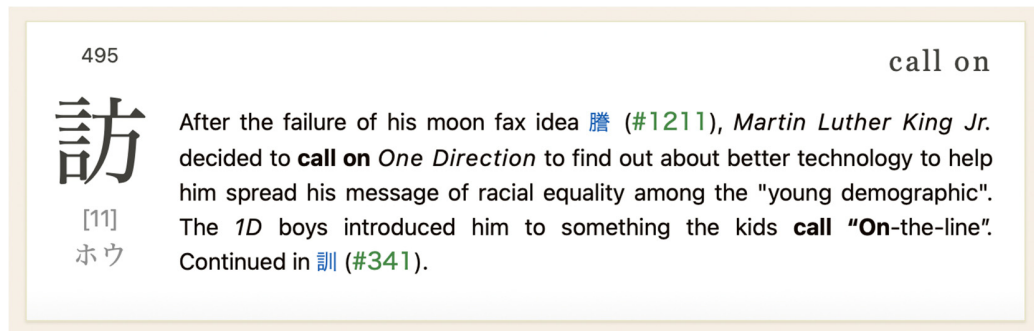 495
call on
訪
[11]
ホウ
After the failure of his moon fax idea 謄 (#1211), Martin Luther King Jr.
decided to call on One Direction to find out about better technology to help
him spread his message of racial equality among the "young demographic".
The 1D boys introduced him to something the kids call “On-the-line”.
Continued in 訓 (#341).